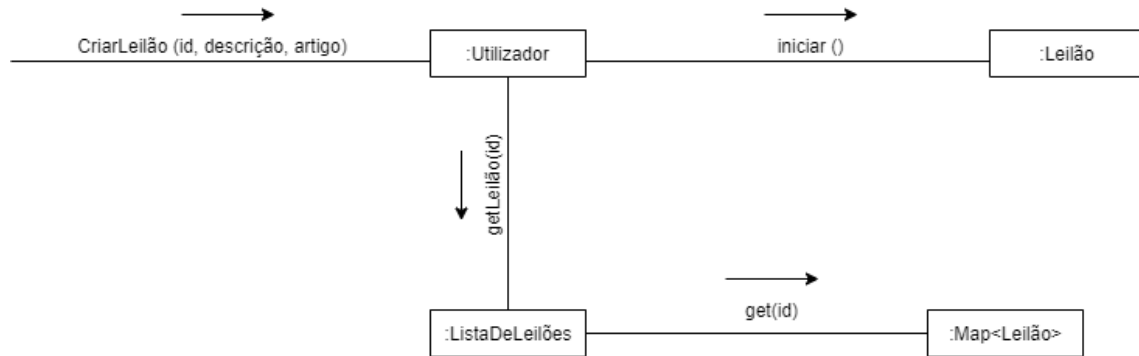 CriarLeilão (id, descrição, artigo)
:Utilizador
iniciar ()
:Leilão
getLeilão(id)
:ListaDeLeilões
get(id)
:Map<Leilão>